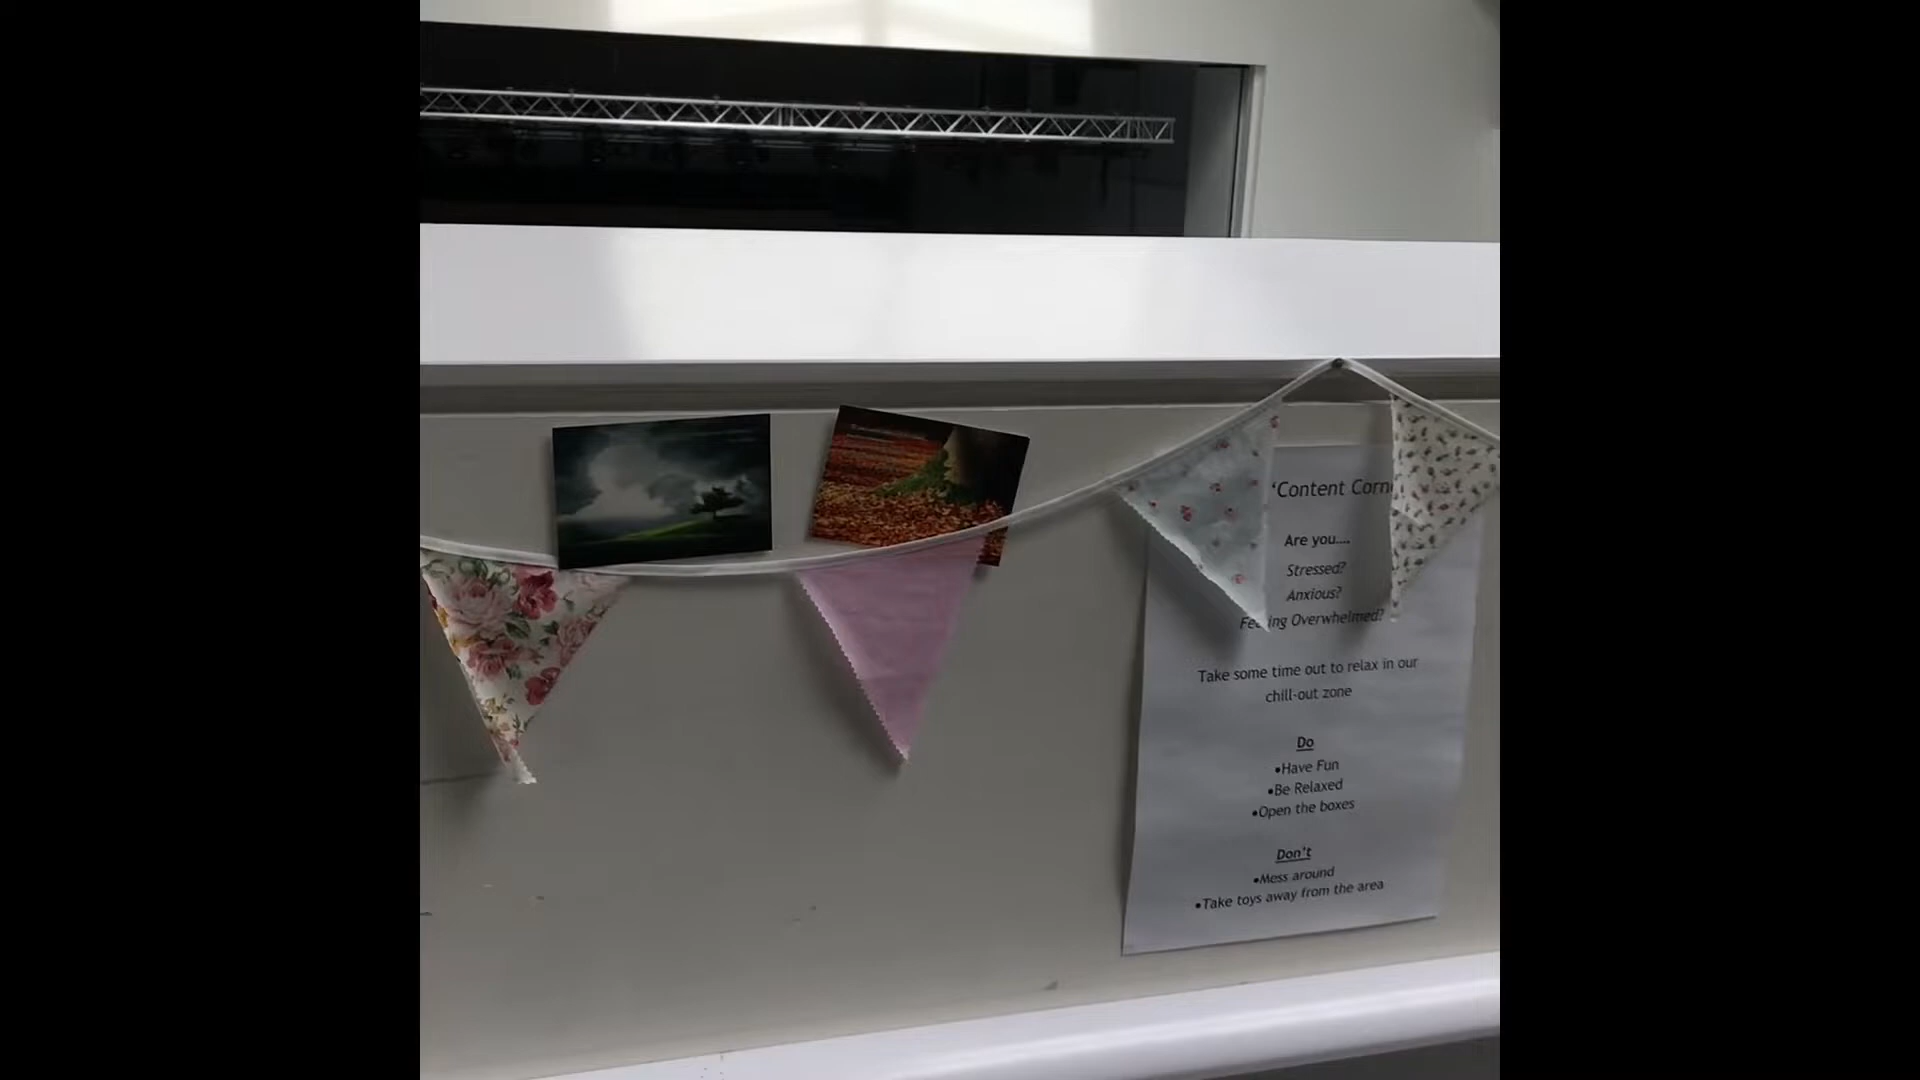 ‘Content Corn
Are you....
Stressed?
Anxious?
Feeling Overwhelmed?
Take some time out to relax in our
chill-out zone
Do
•Have Fun
•Be Relaxed
•Open the boxes
Don't
•Mess around
•Take toys away from the area